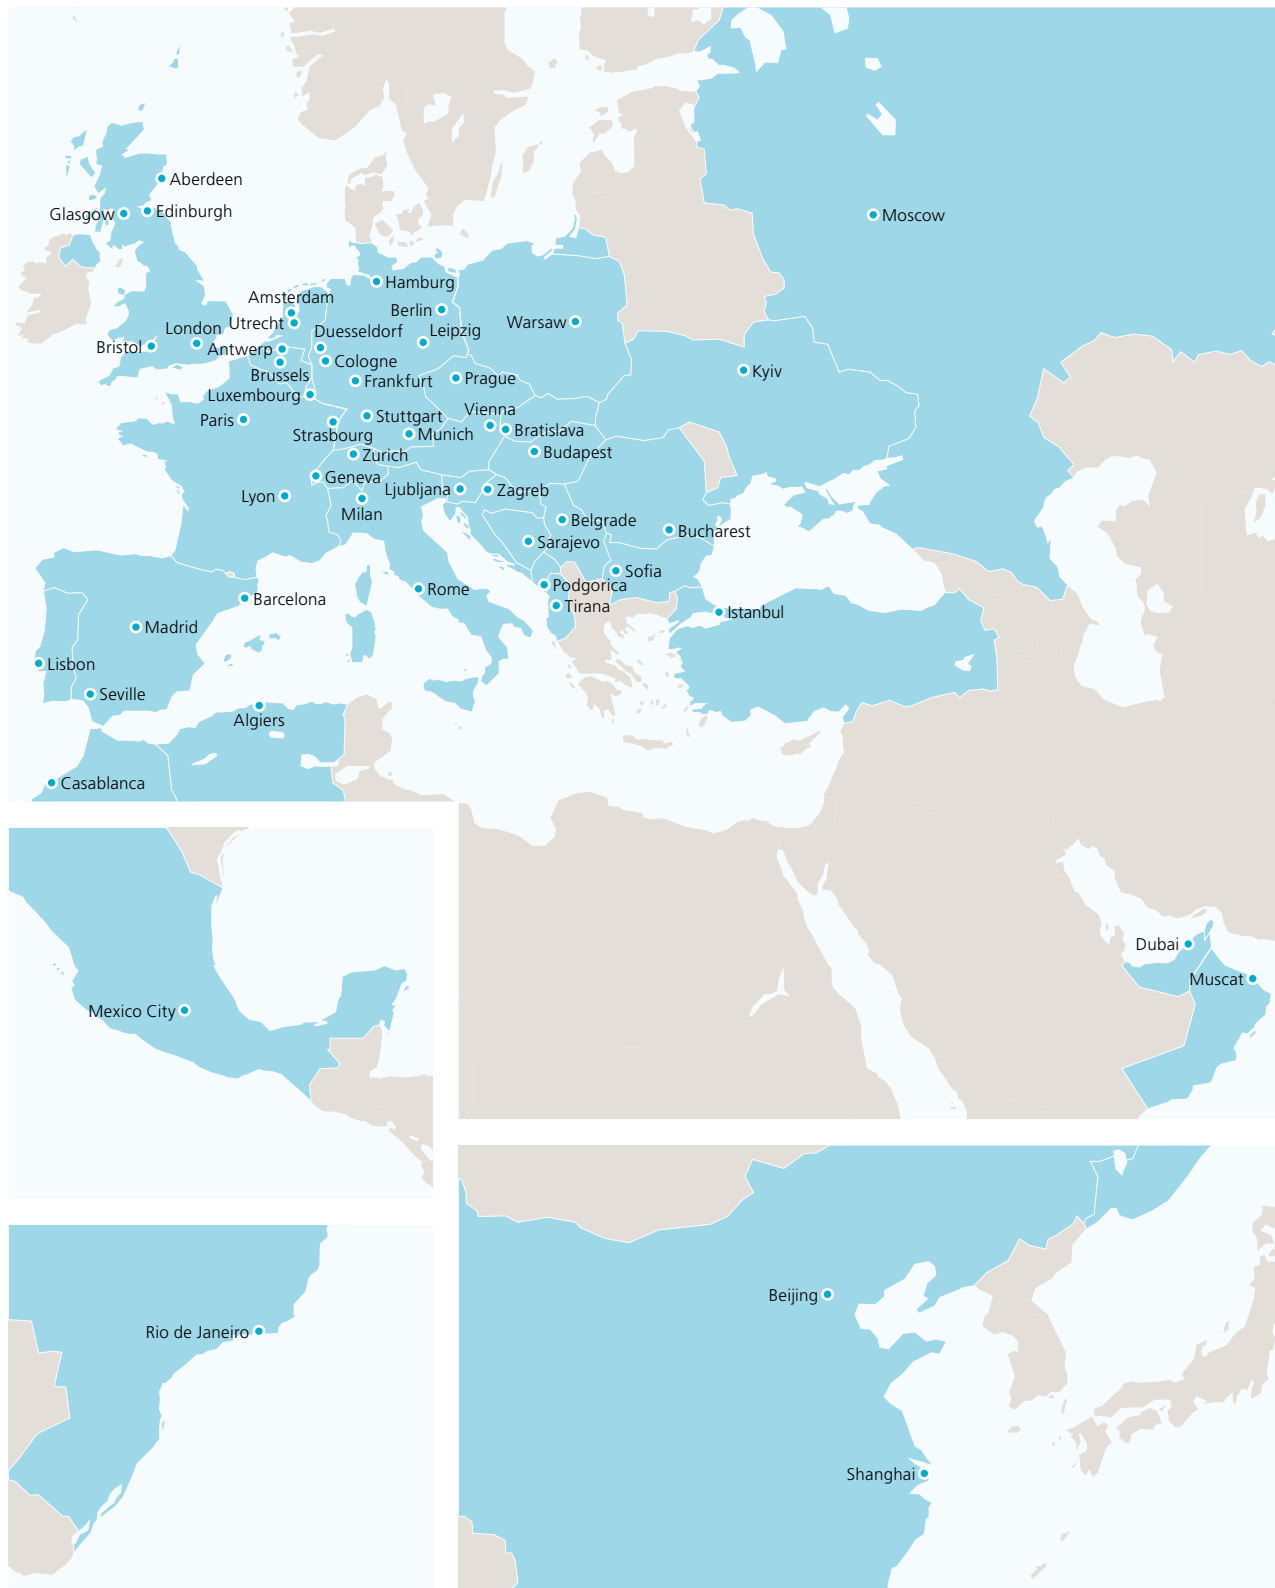 Aberdeen
Glasgow
Edinburgh
Moscow
Hamburg
Amsterdam
Berlin
Utrecht
Warsaw
London
Duesseldorf
Leipzig
Bristol
Antwerp
Cologne
Brussels
Kyiv
Frankfurt
Prague
Luxembourg
Vienna
Paris
Stuttgart
Strasbourg
Munich
Bratislava
Zurich
Budapest
Geneva
Lyon
Ljubljana
Zagreb
Milan
Belgrade
Bucharest
Sarajevo
Sofia
Podgorica
Rome
Barcelona
Tirana
Istanbul
Madrid
Lisbon
Seville
Algiers
Casablanca
Dubai
Muscat
Mexico City
Beijing
Rio de Janeiro
Shanghai